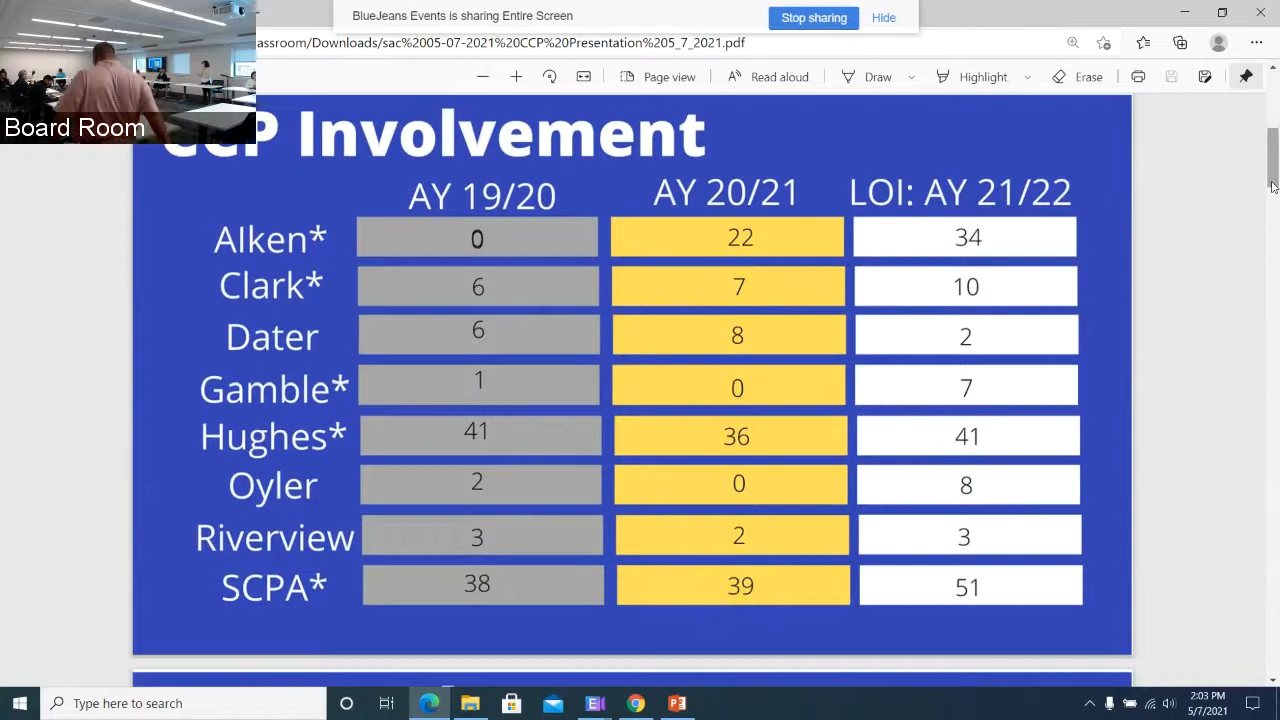 BlueJeans Events is sharing Entire Screen
Stop sharing
Hide
assroom/Downloads/sac%2005-07-2021%20CCP%20Presentation%205_7_2021.pdf
Page view
Read aloud
Draw
Highlight
Erase
Board Room
CCP Involvement
AY 19/20 AY 20/21 LOI: AY 21/22
AIken* 0 22 34
Clark* 6 7 10
Dater 6 8 2
Gamble* 1 0 7
Hughes* 41 36 41
Oyler 2 0 8
Riverview 3 2 3
SCPA* 38 39 51
Type here to search
2:03 PM
5/7/2021